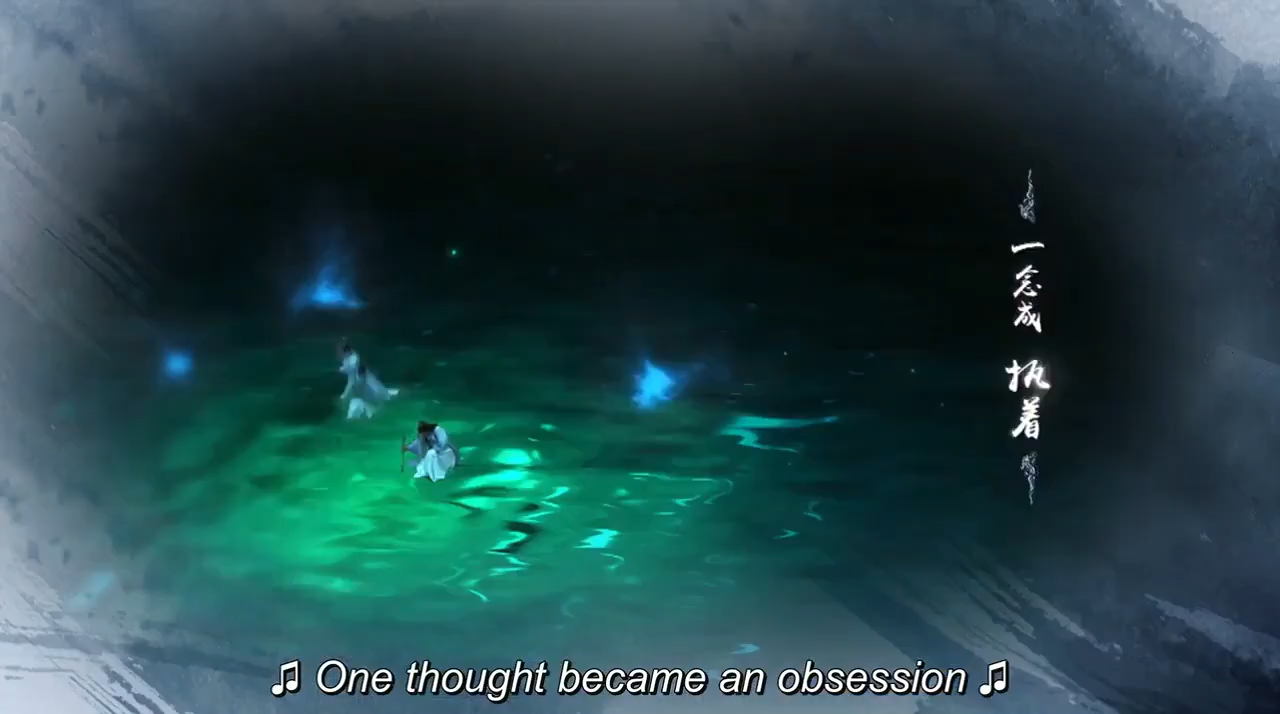 一念成 执着
♫ One thought became an obsession ♫